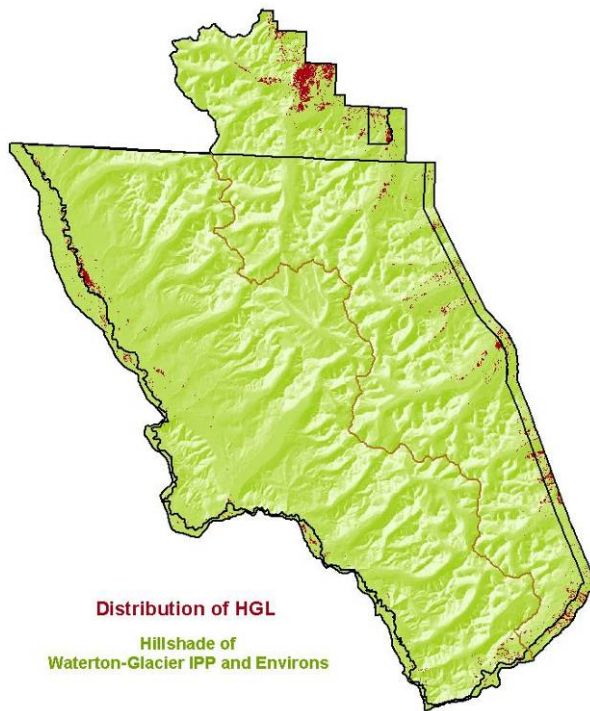 Distribution of HGL
Hillshade of
Waterton-Glacier IPP and Environs